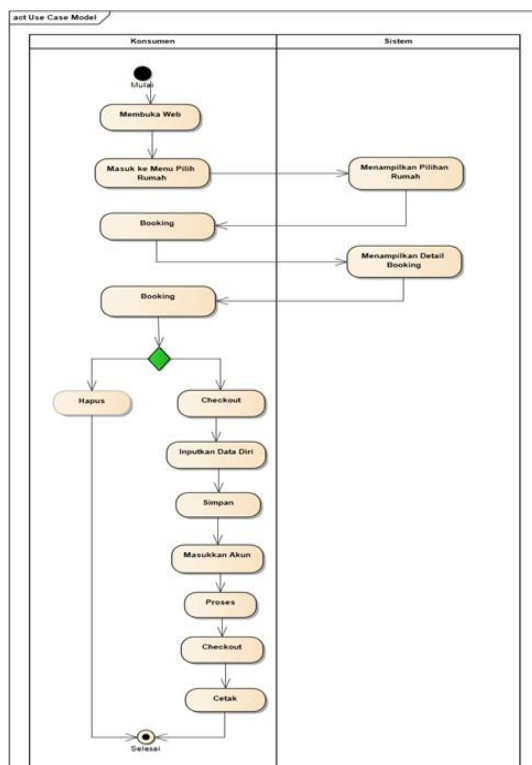 act Use Case Model
Konsumen
Sistem
Mulai
Membuka Web
Masuk ke Menu Pilih
Rumah
Menampilkan Pilihan
Rumah
Booking
Menampilkan Detail
Booking
Booking
Hapus
Checkout
Inputkan Data Diri
Simpan
Masukkan Akun
Proses
Checkout
Cetak
Selesai